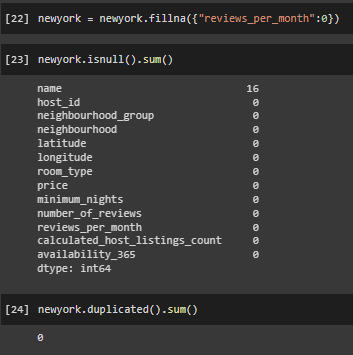 [22] newyork = newyork.fillna({"reviews_per_month":0})
[23] newyork.isnull().sum()
name 16
host_id 0
neighbourhood_group 0
neighbourhood 0
latitude 0
longitude 0
room_type 0
price 0
minimum_nights 0
number_of_reviews 0
reviews_per_month 0
calculated_host_listings_count 0
availability_365 0
dtype: int64
[24] newyork.duplicated().sum()
0